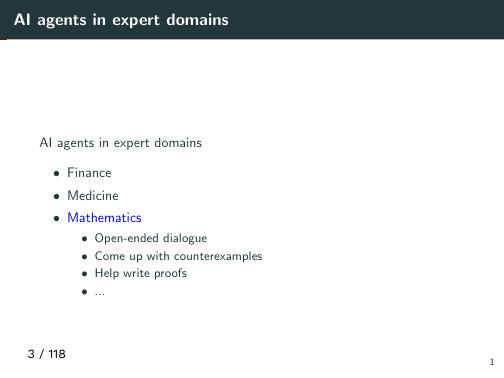 AI agents in expert domains
AI agents in expert domains
• Finance
• Medicine
• Mathematics
• Open-ended dialogue
• Come up with counterexamples
• Help write proofs
• ...
3 / 118
1